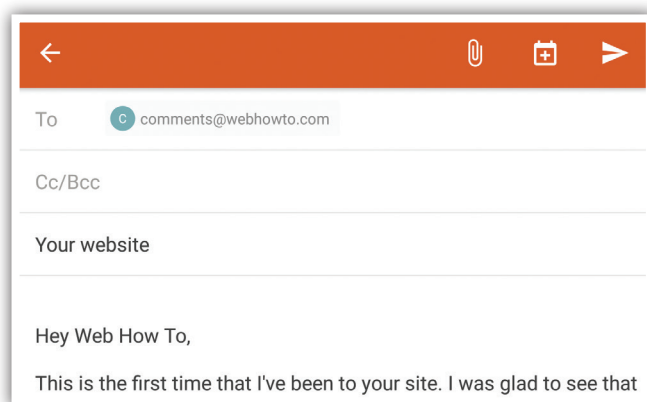 To C comments@webhowto.com
Cc/Bcc
Your website
Hey Web How To,
This is the first time that I've been to your site. I was glad to see that